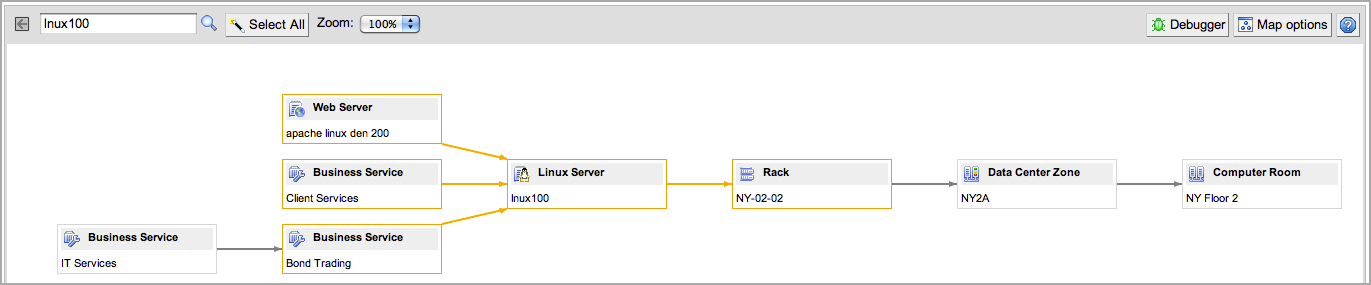 lnux100 Select All Zoom: 100% Debugger Map options ?
Web Server
apache linux den 200
Business Service Linux Server Rack Data Center Zone Computer Room
Client Services lnux100 NY-02-02 NY2A NY Floor 2
Business Service Business Service
IT Services Bond Trading